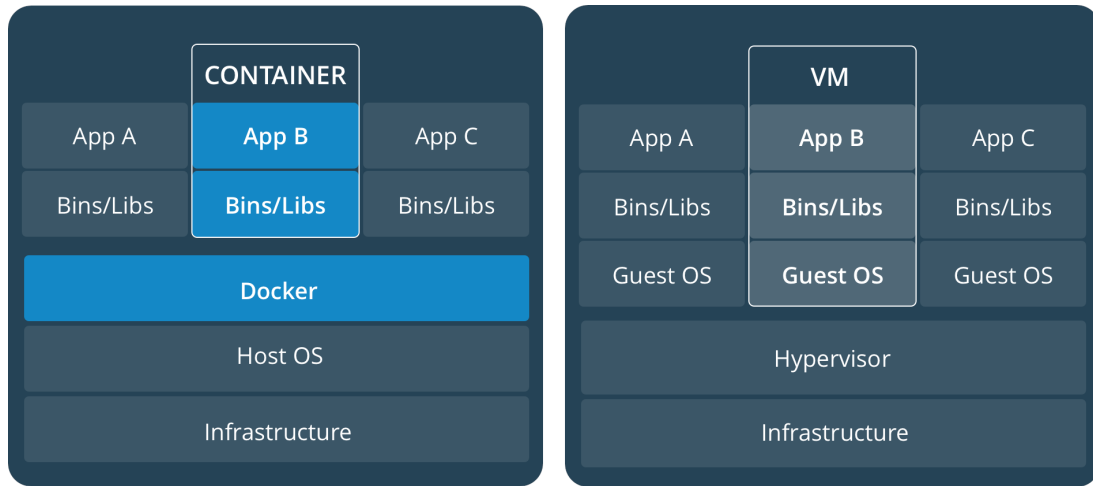 CONTAINER
App A
App B
App C
Bins/Libs
Bins/Libs
Bins/Libs
Docker
Host OS
Infrastructure
VM
App A
App B
App C
Bins/Libs
Bins/Libs
Bins/Libs
Guest OS
Guest OS
Guest OS
Hypervisor
Infrastructure